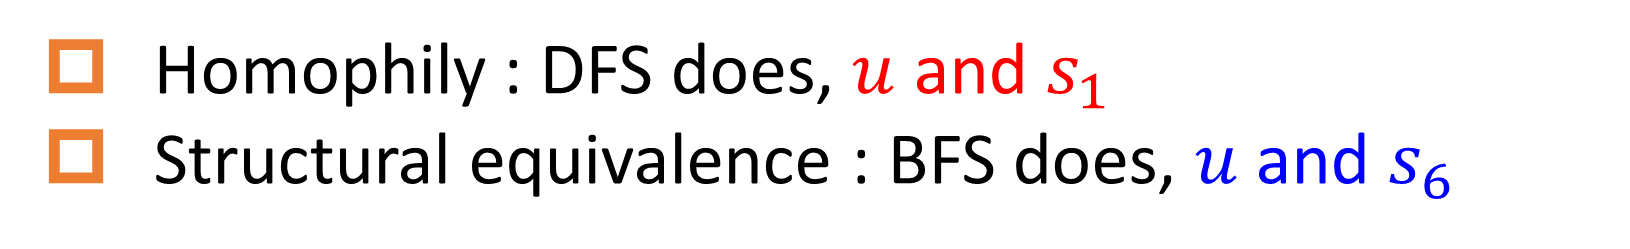 Homophily : DFS does, u and s₁
Structural equivalence : BFS does, u and s₆